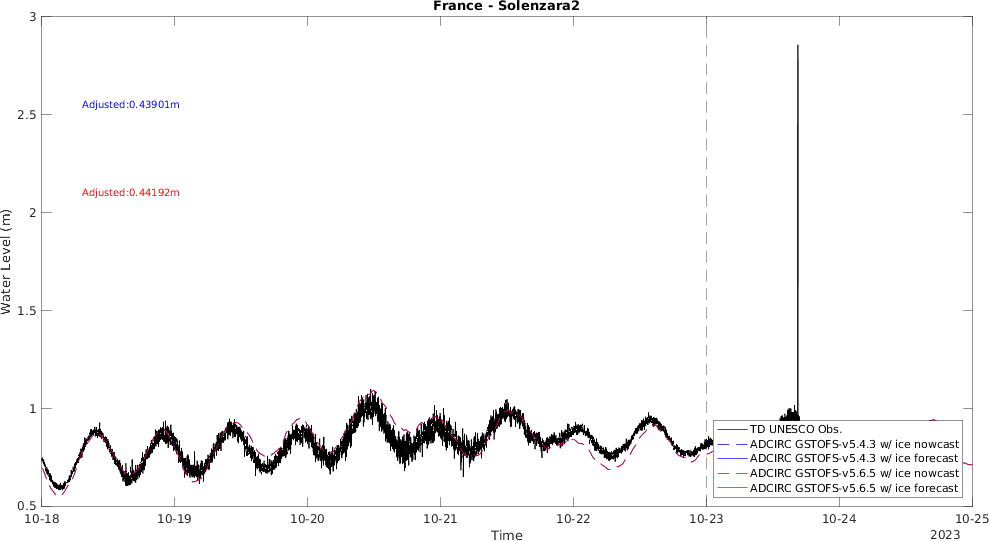 France - Solenzara2
3
2.5
2
1.5
1
0.5
Water Level (m)
Adjusted:0.43901m
Adjusted:0.44192m
TD UNESCO Obs.
ADCIRC GSTOFS-v5.4.3 w/ ice nowcast
ADCIRC GSTOFS-v5.4.3 w/ ice forecast
ADCIRC GSTOFS-v5.6.5 w/ ice nowcast
ADCIRC GSTOFS-v5.6.5 w/ ice forecast
10-18 10-19 10-20 10-21 10-22 10-23 10-24 10-25
Time
2023